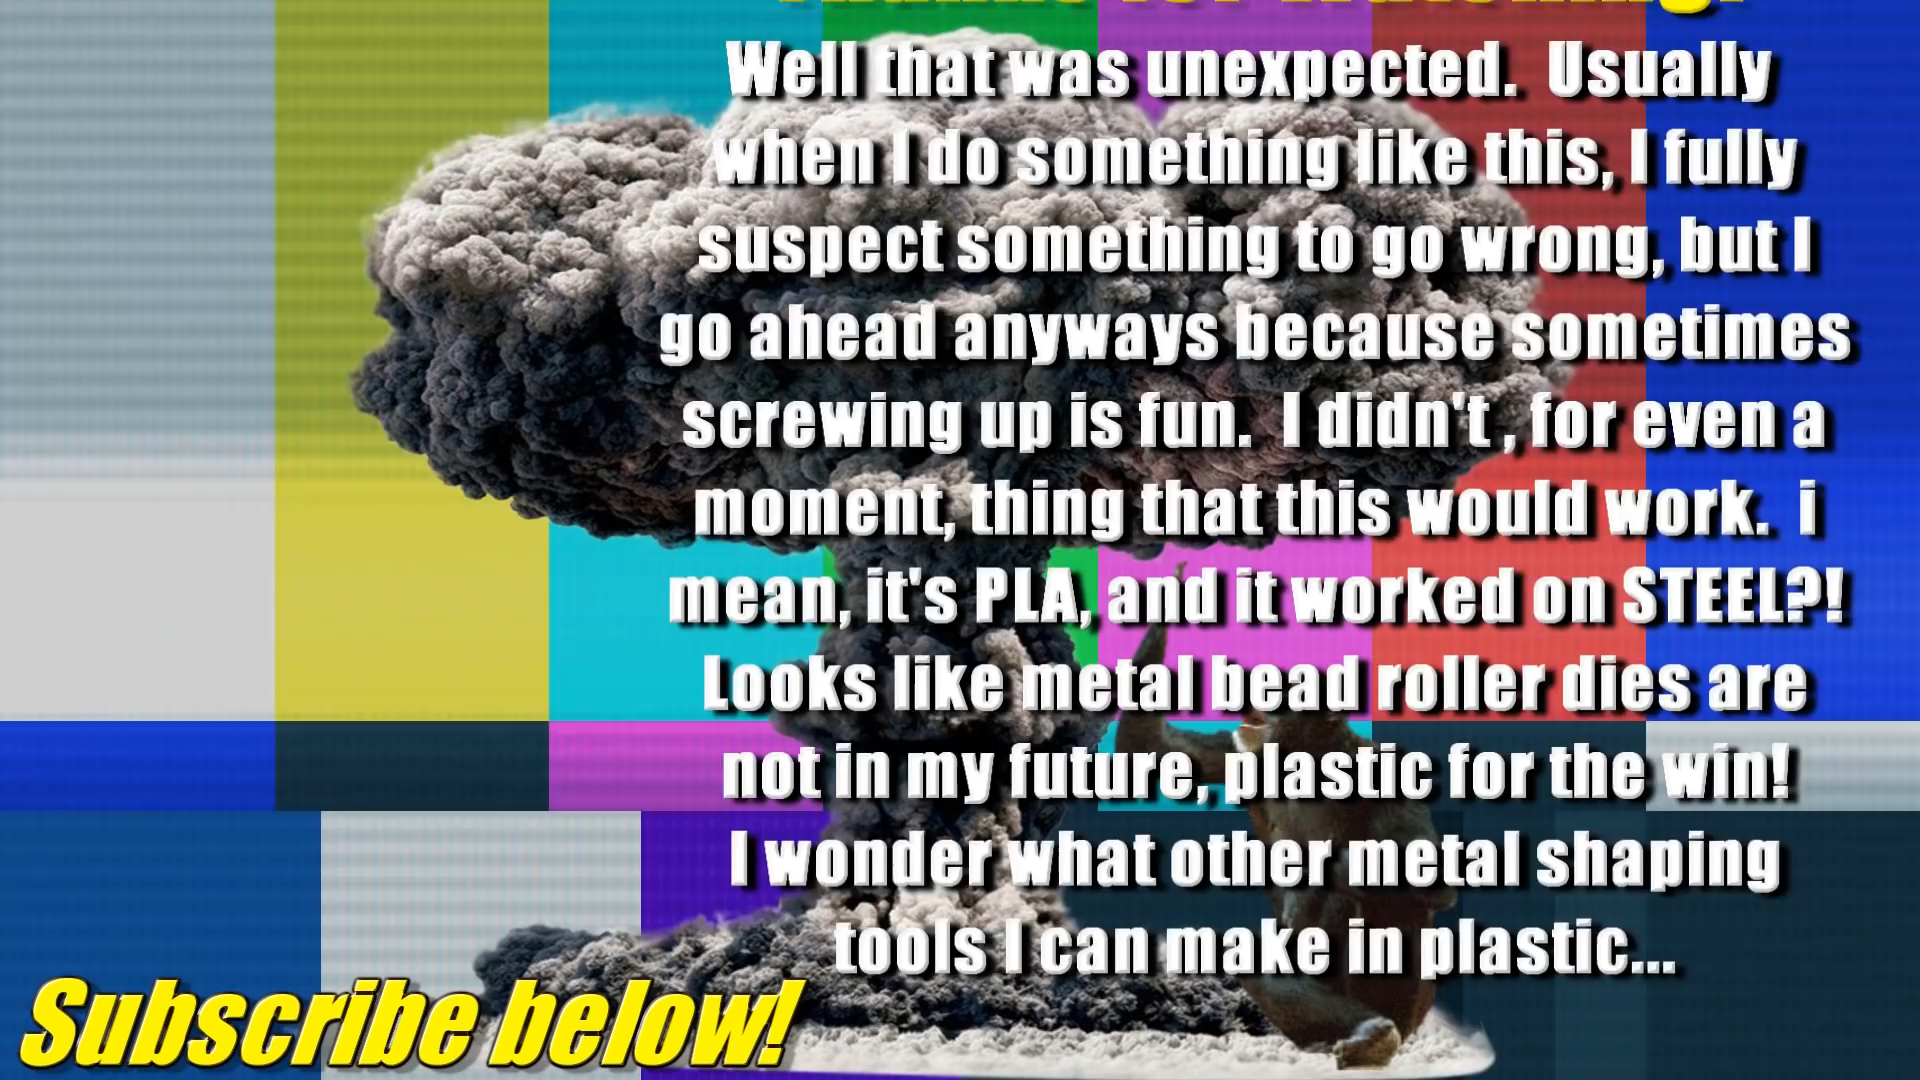 Thanks for watching!
Well that was unexpected. Usually
when I do something like this, I fully
suspect something to go wrong, but I
go ahead anyways because sometimes
screwing up is fun. I didn't , for even a
moment, thing that this would work. i
mean, it's PLA, and it worked on STEEL?!
Looks like metal bead roller dies are
not in my future, plastic for the win!
I wonder what other metal shaping
tools I can make in plastic...
Subscribe below!